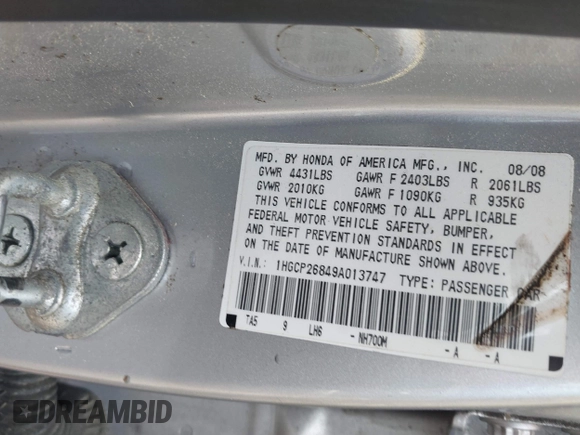 MFD. BY HONDA OF AMERICA MFG., INC. 08/08
GVWR 4431LBS GAWR F 2403LBS R 2061LBS
GVWR 2010KG GAWR F 1090KG R 935KG
THIS VEHICLE CONFORMS TO ALL APPLICABLE
FEDERAL MOTOR VEHICLE SAFETY, BUMPER,
AND THEFT PREVENTION STANDARDS IN EFFECT
ON THE DATE OF MANUFACTURE SHOWN ABOVE.
V.I.N.: 1HGCP26849A013747 TYPE: PASSENGER CAR
TA5 9 LH6 -NH700M -A -A
DREAMBID